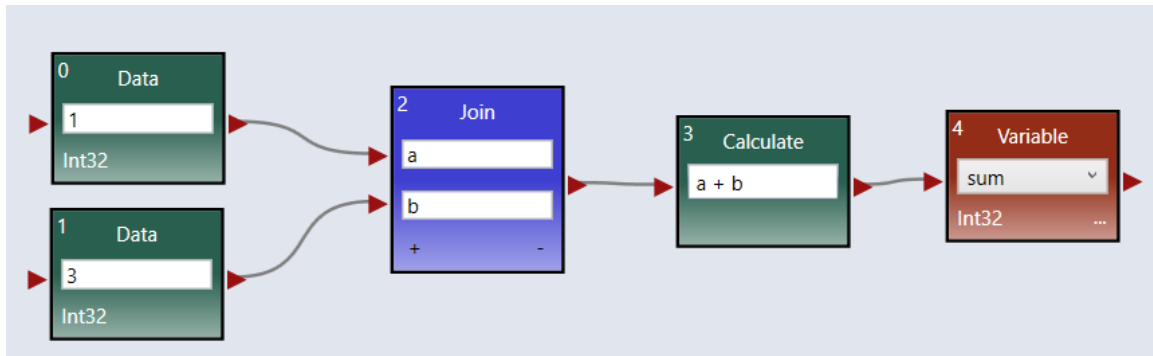 0
Data
1
Int32
1
Data
3
Int32
2
Join
a
b
+ -
3
Calculate
a + b
4
Variable
sum
Int32 ...